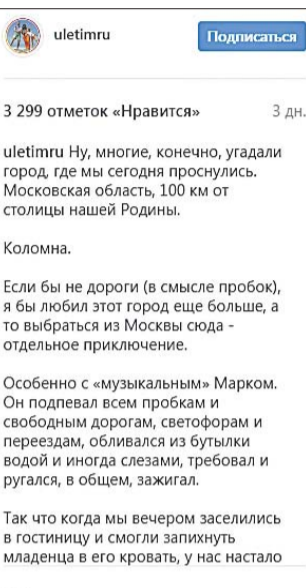 uletimru
Подписаться
3 299 отметок «Нравится»
3 дн.
uletimru Ну, многие, конечно, угадали
город, где мы сегодня проснулись.
Московская область, 100 км от
столицы нашей Родины.
Коломна.
Если бы не дороги (в смысле пробок),
я бы любил этот город еще больше, а
то выбраться из Москвы сюда -
отдельное приключение.
Особенно с «музыкальным» Марком.
Он подпевал всем пробкам и
свободным дорогам, светофорам и
переездам, обливался из бутылки
водой и иногда слезами, требовал и
ругался, в общем, зажигал.
Так что когда мы вечером заселились
в гостиницу и смогли запихнуть
младенца в его кровать, у нас настало